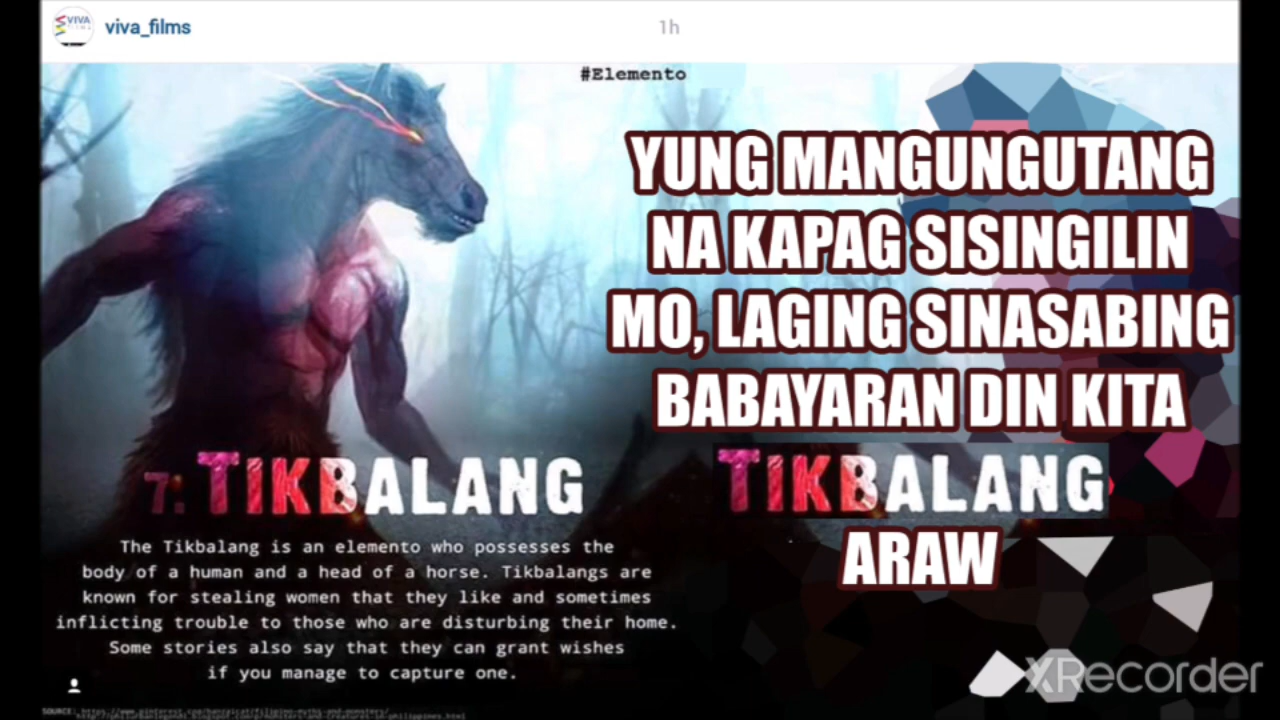 VIVA
FILMS
viva_films
1h
#Elemento
YUNG MANGUNGUTANG
NA KAPAG SISINGILIN
MO, LAGING SINASABING
BABAYARAN DIN KITA
TIKBALANG
ARAW
7. TIKBALANG
The Tikbalang is an elemento who possesses the
body of a human and a head of a horse. Tikbalangs are
known for stealing women that they like and sometimes
inflicting trouble to those who are disturbing their home.
Some stories also say that they can grant wishes
if you manage to capture one.
SOURCE:
XRecorder